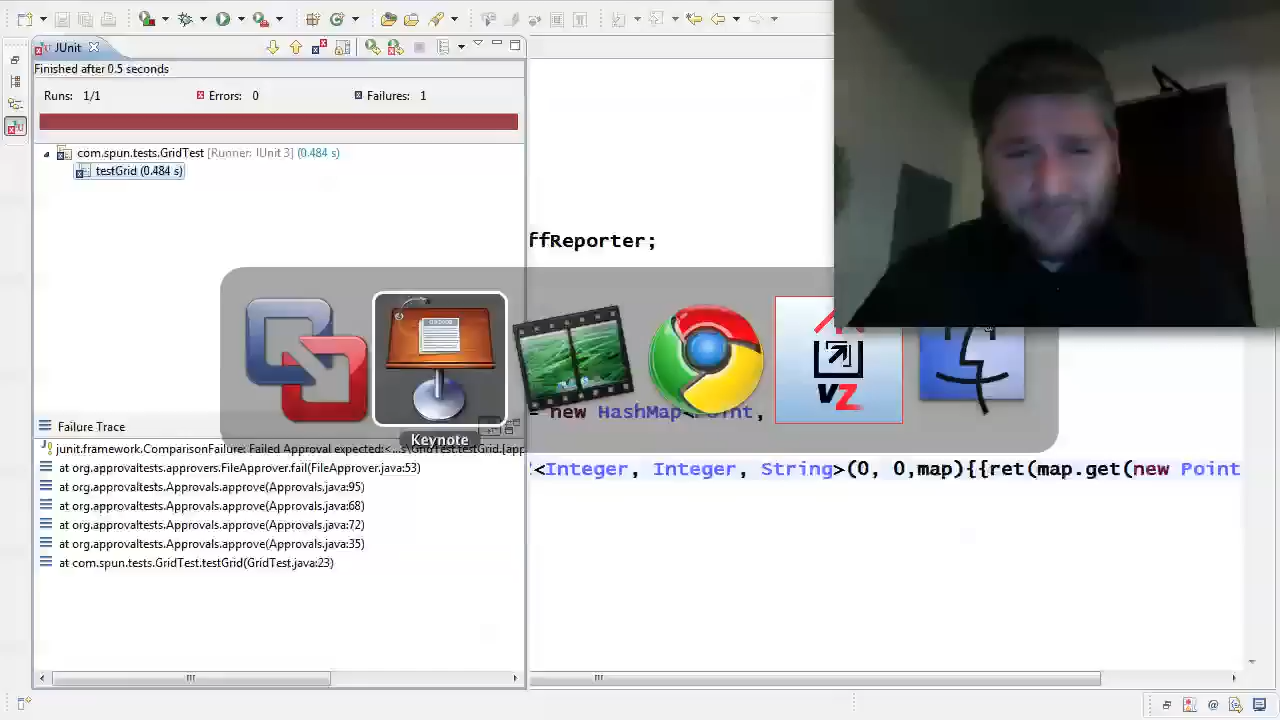 JUnit
Finished after 0.5 seconds
Runs: 1/1
Errors: 0
Failures: 1
com.spun.tests.GridTest [Runner: JUnit 3] (0.484 s)
testGrid (0.484 s)
ffReporter;
VZ
= new HashMap<Point,
Keynote
Failure Trace
junit.framework.ComparisonFailure: Failed Approval expected:<...s\GridTest.testGrid.[app
at org.approvaltests.approvers.FileApprover.fail(FileApprover.java:53)
<Integer, Integer, String>(0, 0,map){{ret(map.get(new Point
at org.approvaltests.Approvals.approve(Approvals.java:95)
at org.approvaltests.Approvals.approve(Approvals.java:68)
at org.approvaltests.Approvals.approve(Approvals.java:72)
at org.approvaltests.Approvals.approve(Approvals.java:35)
at com.spun.tests.GridTest.testGrid(GridTest.java:23)